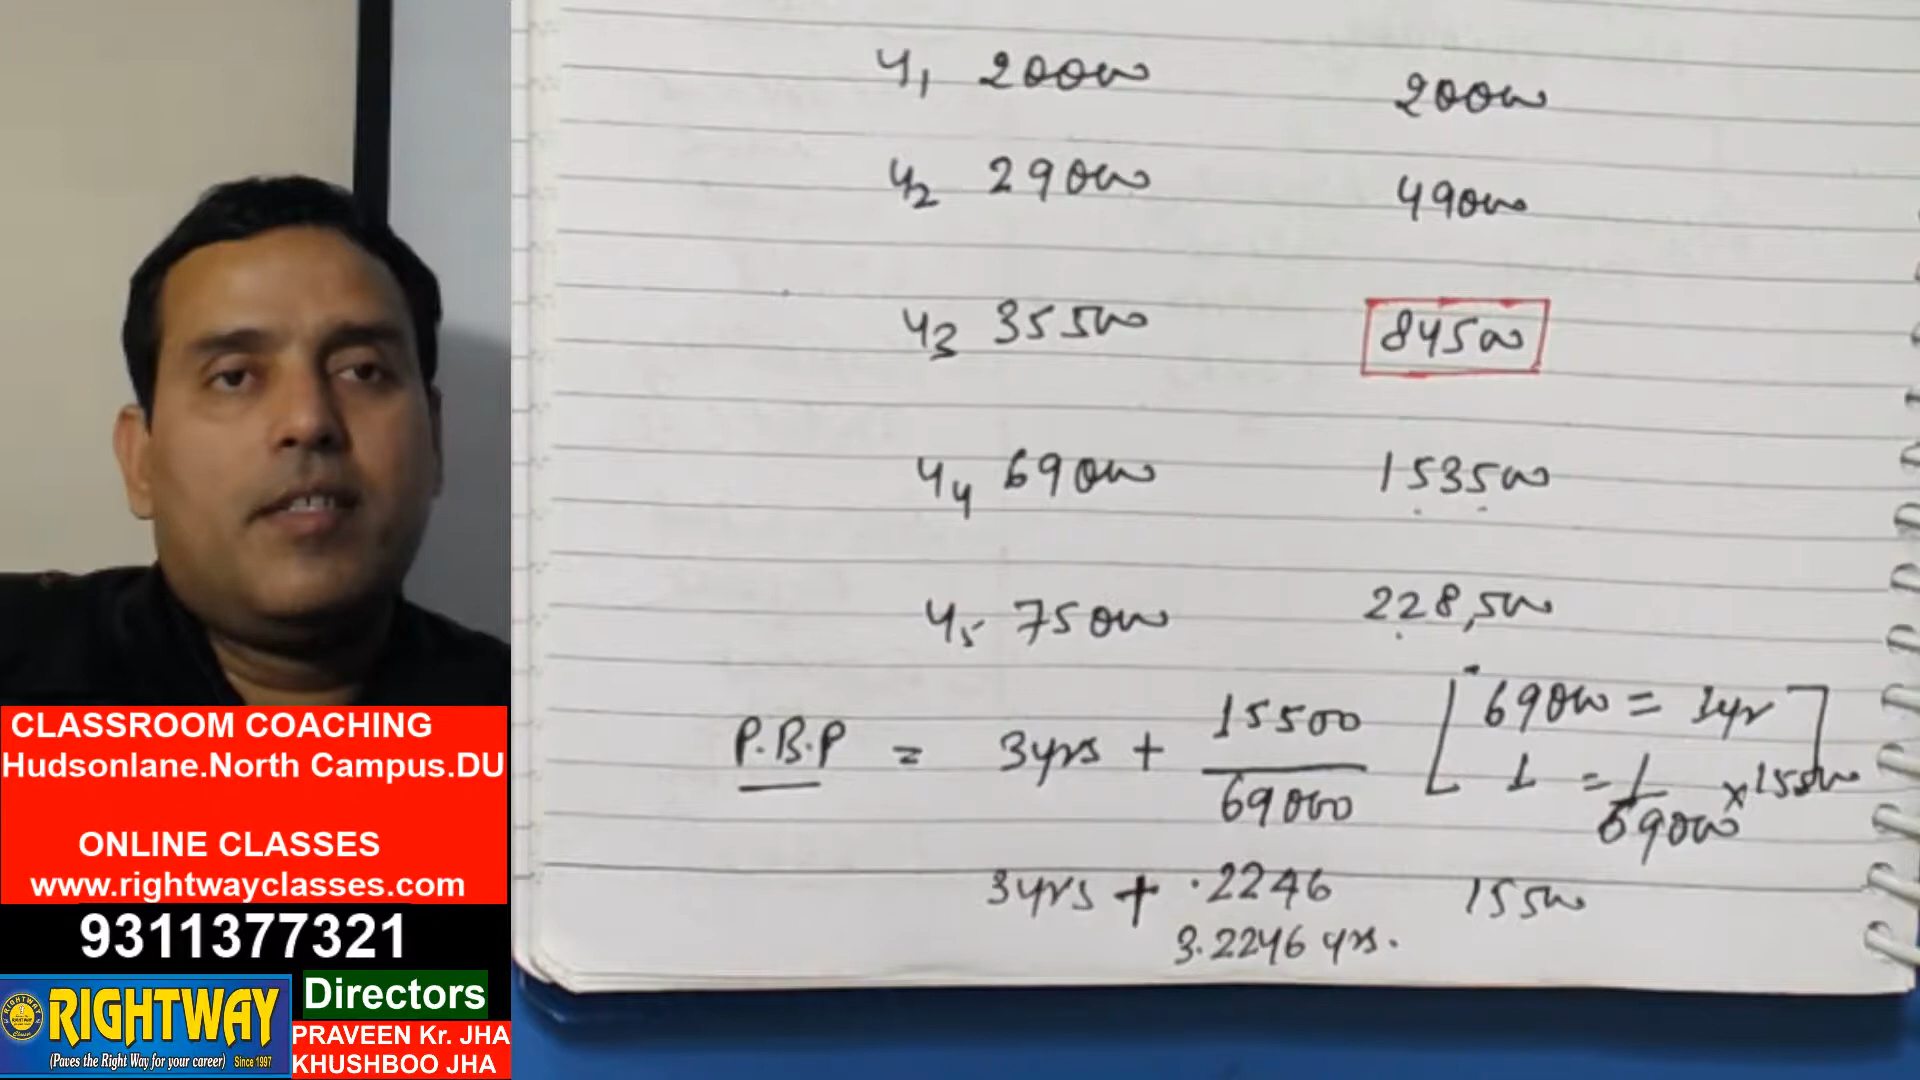 Y1 20000 20000
Y2 29000 49000
Y3 35500 84500
Y4 69000 153500
Y5 75000 228,500
P.B.P = 3yrs + 15500/69000 [69000 = 1yr
1 = 1/69000 × 15500]
3yrs + .2246 15500
3.2246 yrs.
CLASSROOM COACHING
Hudsonlane.North Campus.DU
ONLINE CLASSES
www.rightwayclasses.com
9311377321
RIGHTWAY
(Paves the Right Way for your career) Since 1997
Directors
PRAVEEN Kr. JHA
KHUSHBOO JHA